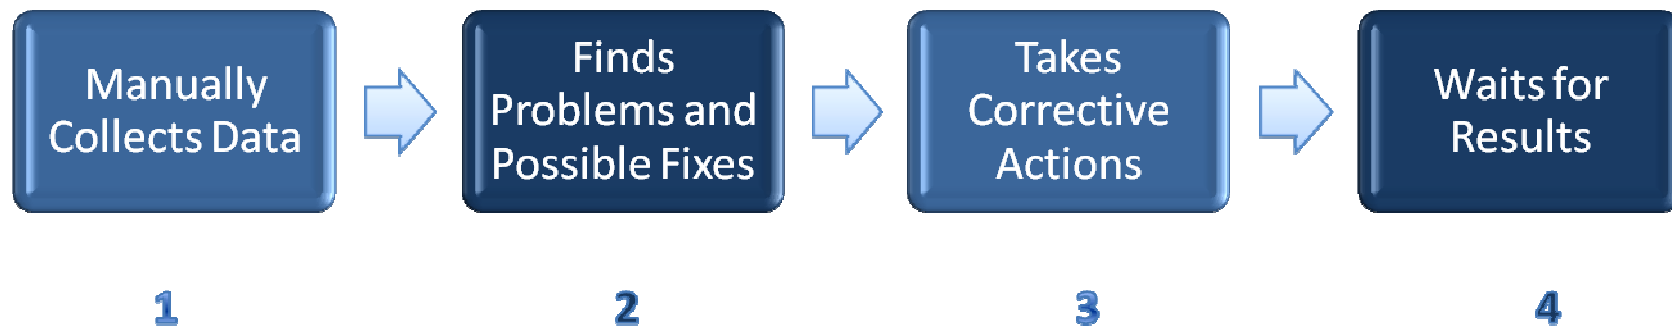 Manually
Collects Data
Finds
Problems and
Possible Fixes
Takes
Corrective
Actions
Waits for
Results
1
2
3
4